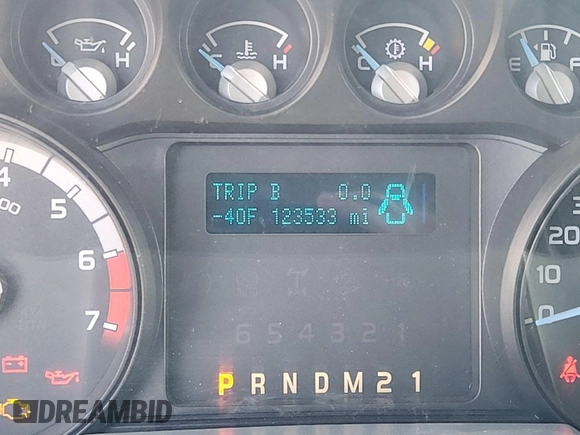 H
C H
C H
E F
TRIP B 0.0
-40F 123533 mi
4
5
6
7
00
20
0
6 5 4 3 2 1
P R N D M 2 1
DREAMBID